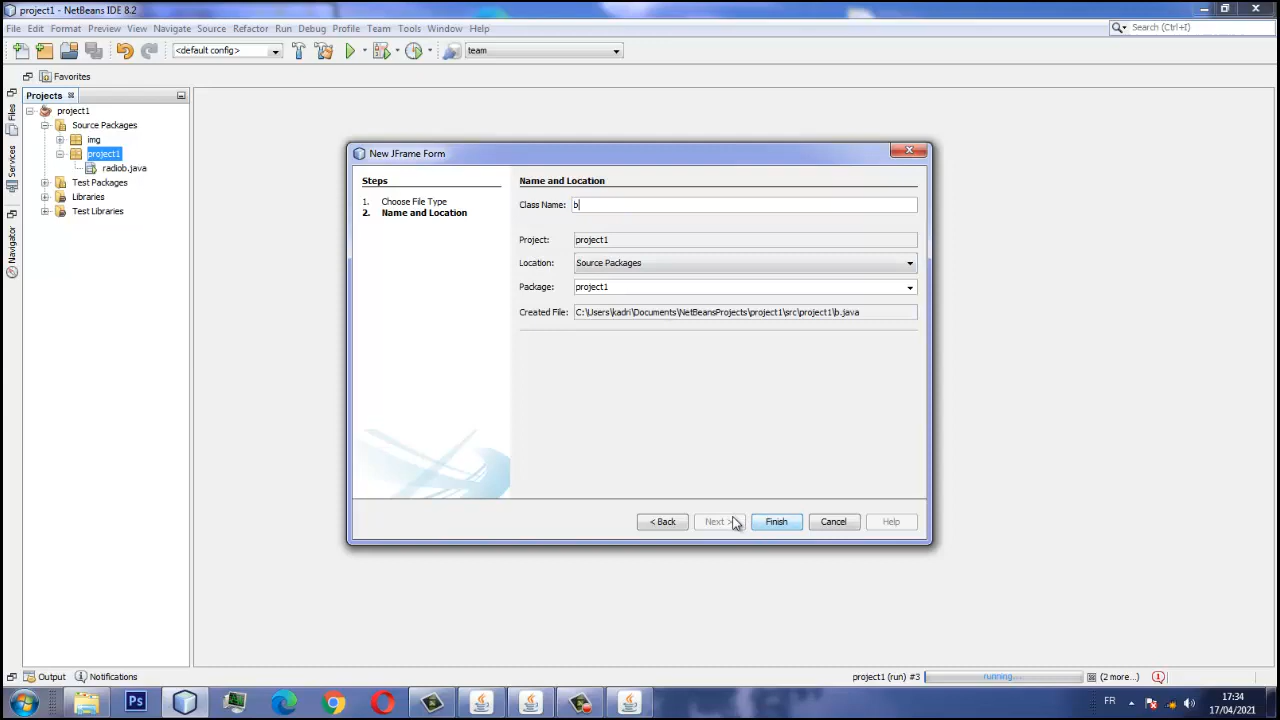 project1 - NetBeans IDE 8.2
File Edit Format Preview View Navigate Source Refactor Run Debug Profile Team Tools Window Help
Search (Ctrl+I)
<default config>
team
Favorites
Projects
Files
Services
Navigator
project1
Source Packages
img
project1
radiob.java
Test Packages
Libraries
Test Libraries
New JFrame Form
Steps
1. Choose File Type
2. Name and Location
Name and Location
Class Name: b
Project: project1
Location: Source Packages
Package: project1
Created File: C:\Users\kadri\Documents\NetBeansProjects\project1\src\project1\b.java
< Back Next > Finish Cancel Help
Output Notifications
project1 (run) #3 running... (2 more...)
Ps
FR
17:34
17/04/2021